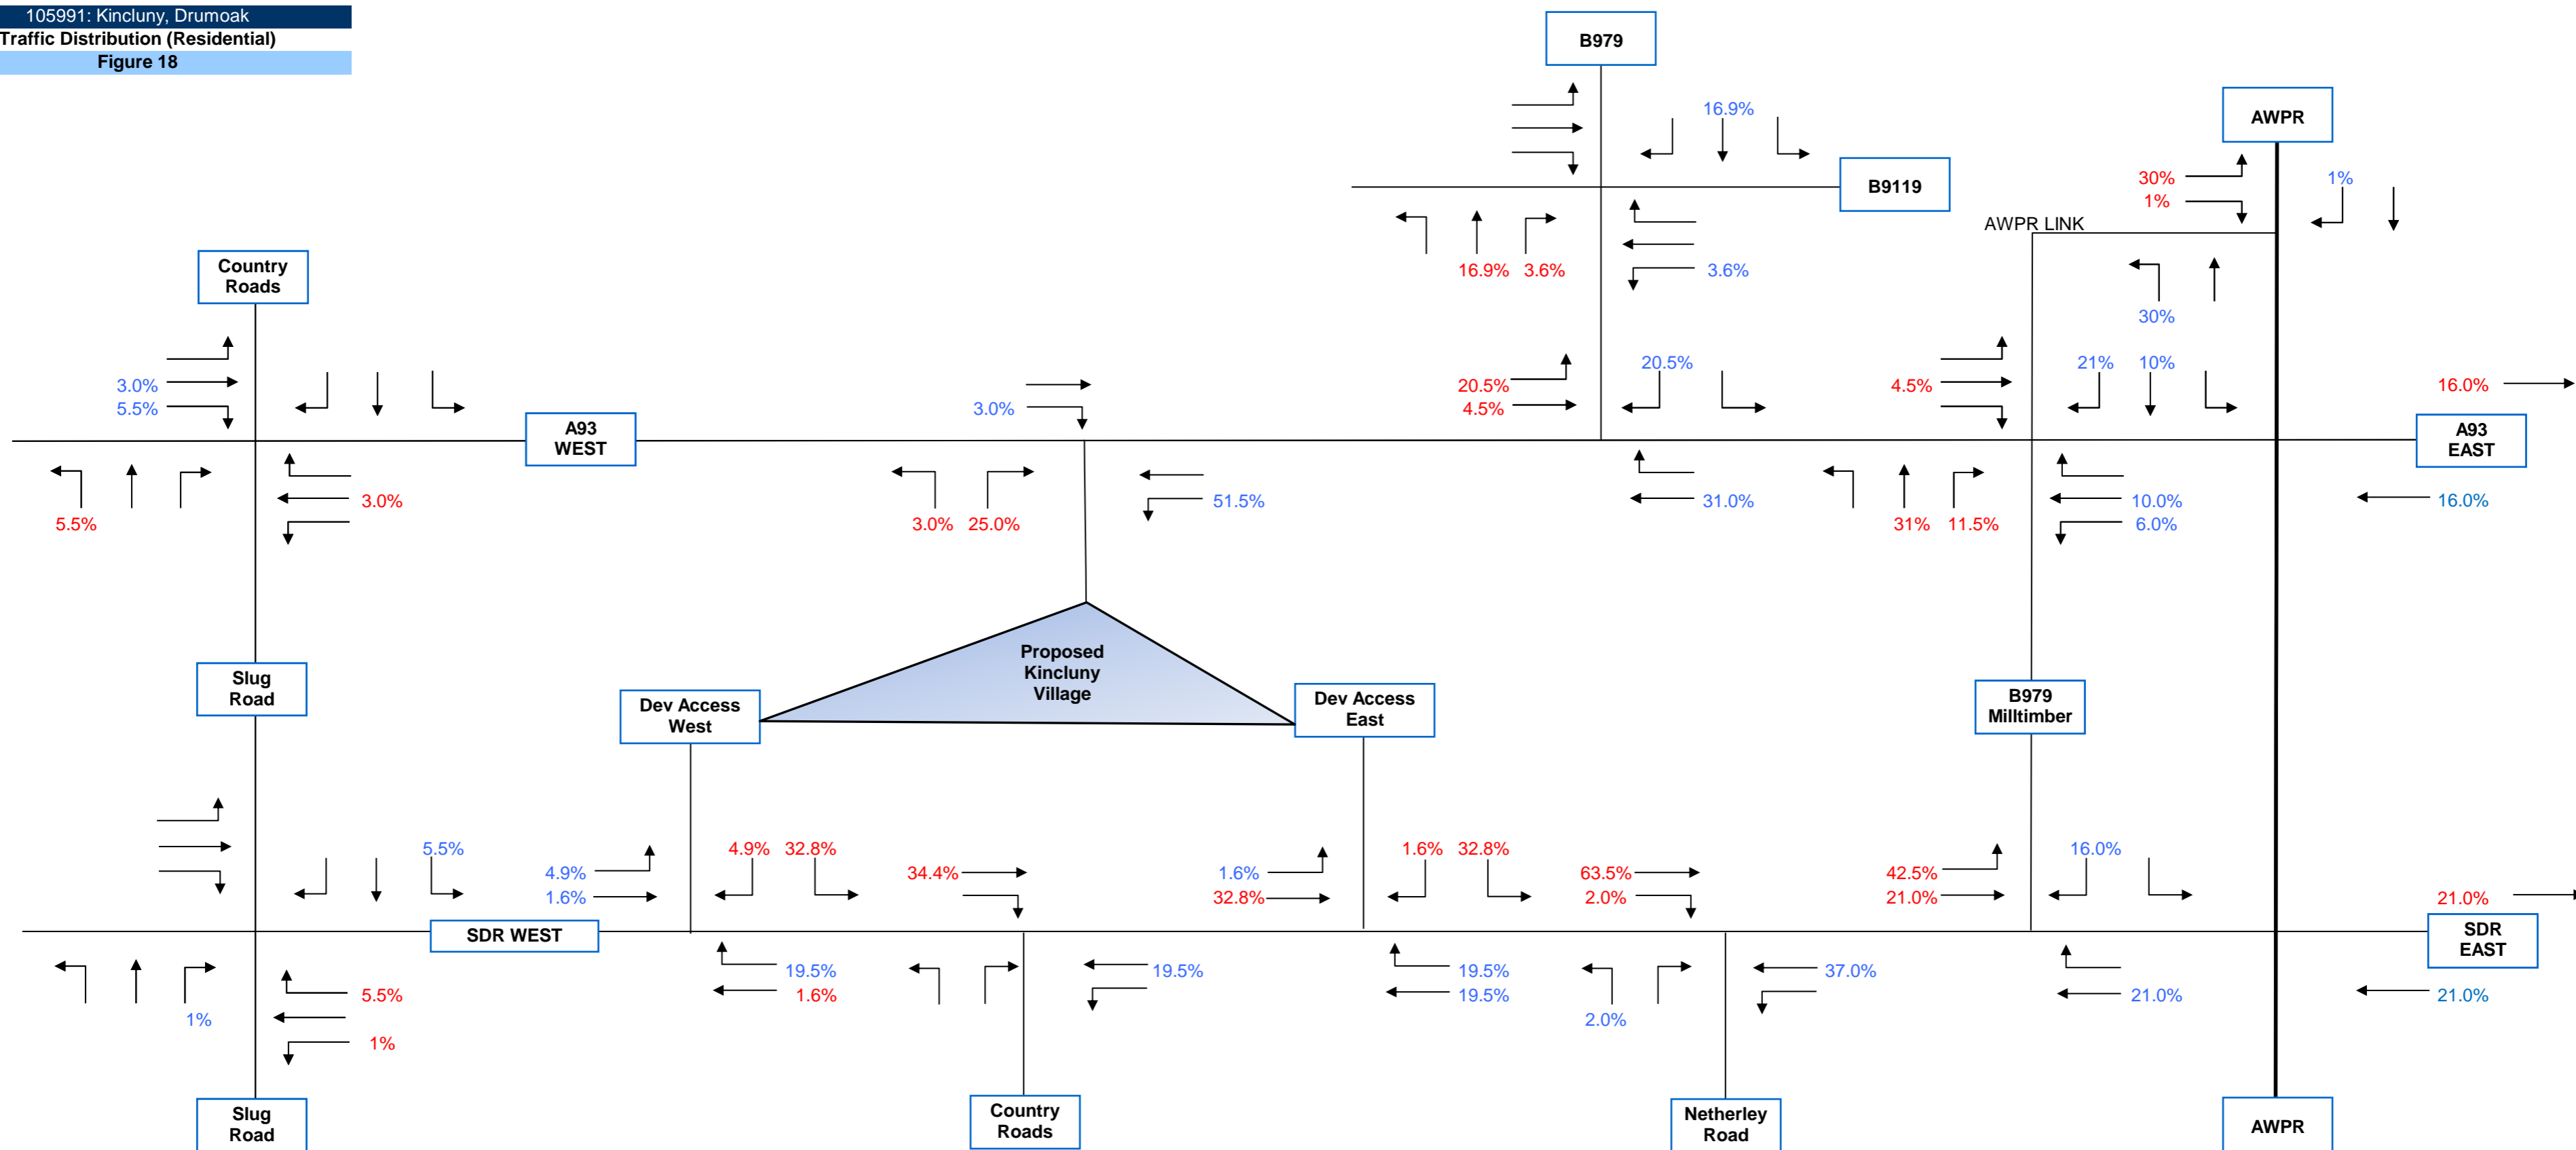 105991: Kincluny, Drumoak
Traffic Distribution (Residential)
Figure 18
B979
16.9%
AWPR
B9119
30%
1%
1%
AWPR LINK
16.9% 3.6%
3.6%
30%
Country
Roads
3.0%
5.5%
3.0%
20.5%
4.5%
20.5%
4.5%
21% 10%
16.0%
A93
WEST
A93
EAST
5.5%
3.0%
3.0% 25.0%
51.5%
31.0%
31% 11.5%
10.0%
6.0%
16.0%
Proposed
Kincluny
Village
Slug
Road
Dev Access
West
Dev Access
East
B979
Milltimber
5.5%
4.9%
1.6%
4.9% 32.8%
34.4%
1.6%
32.8%
1.6% 32.8%
63.5%
2.0%
42.5%
21.0%
16.0%
21.0%
SDR WEST
SDR
EAST
1%
5.5%
1%
19.5%
1.6%
19.5%
19.5%
19.5%
2.0%
37.0%
21.0%
21.0%
Slug
Road
Country
Roads
Netherley
Road
AWPR